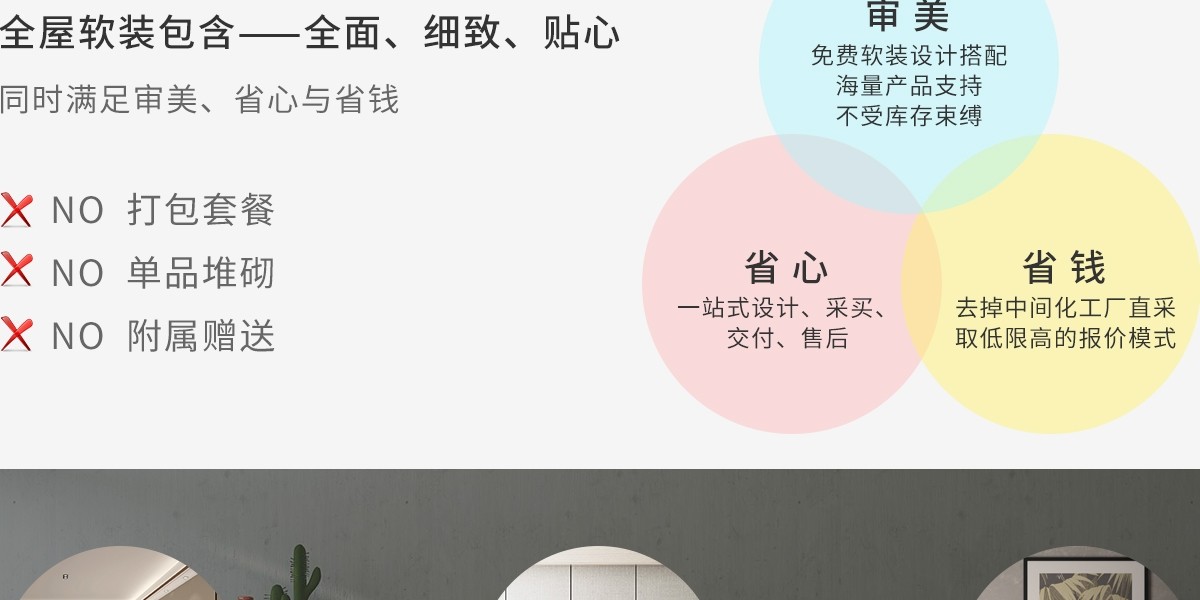 全屋软装包含——全面、细致、贴心
同时满足审美、省心与省钱
NO 打包套餐
NO 单品堆砌
NO 附属赠送
审美
免费软装设计搭配
海量产品支持
不受库存束缚
省心
一站式设计、采买、
交付、售后
省钱
去掉中间化工厂直采
取低限高的报价模式